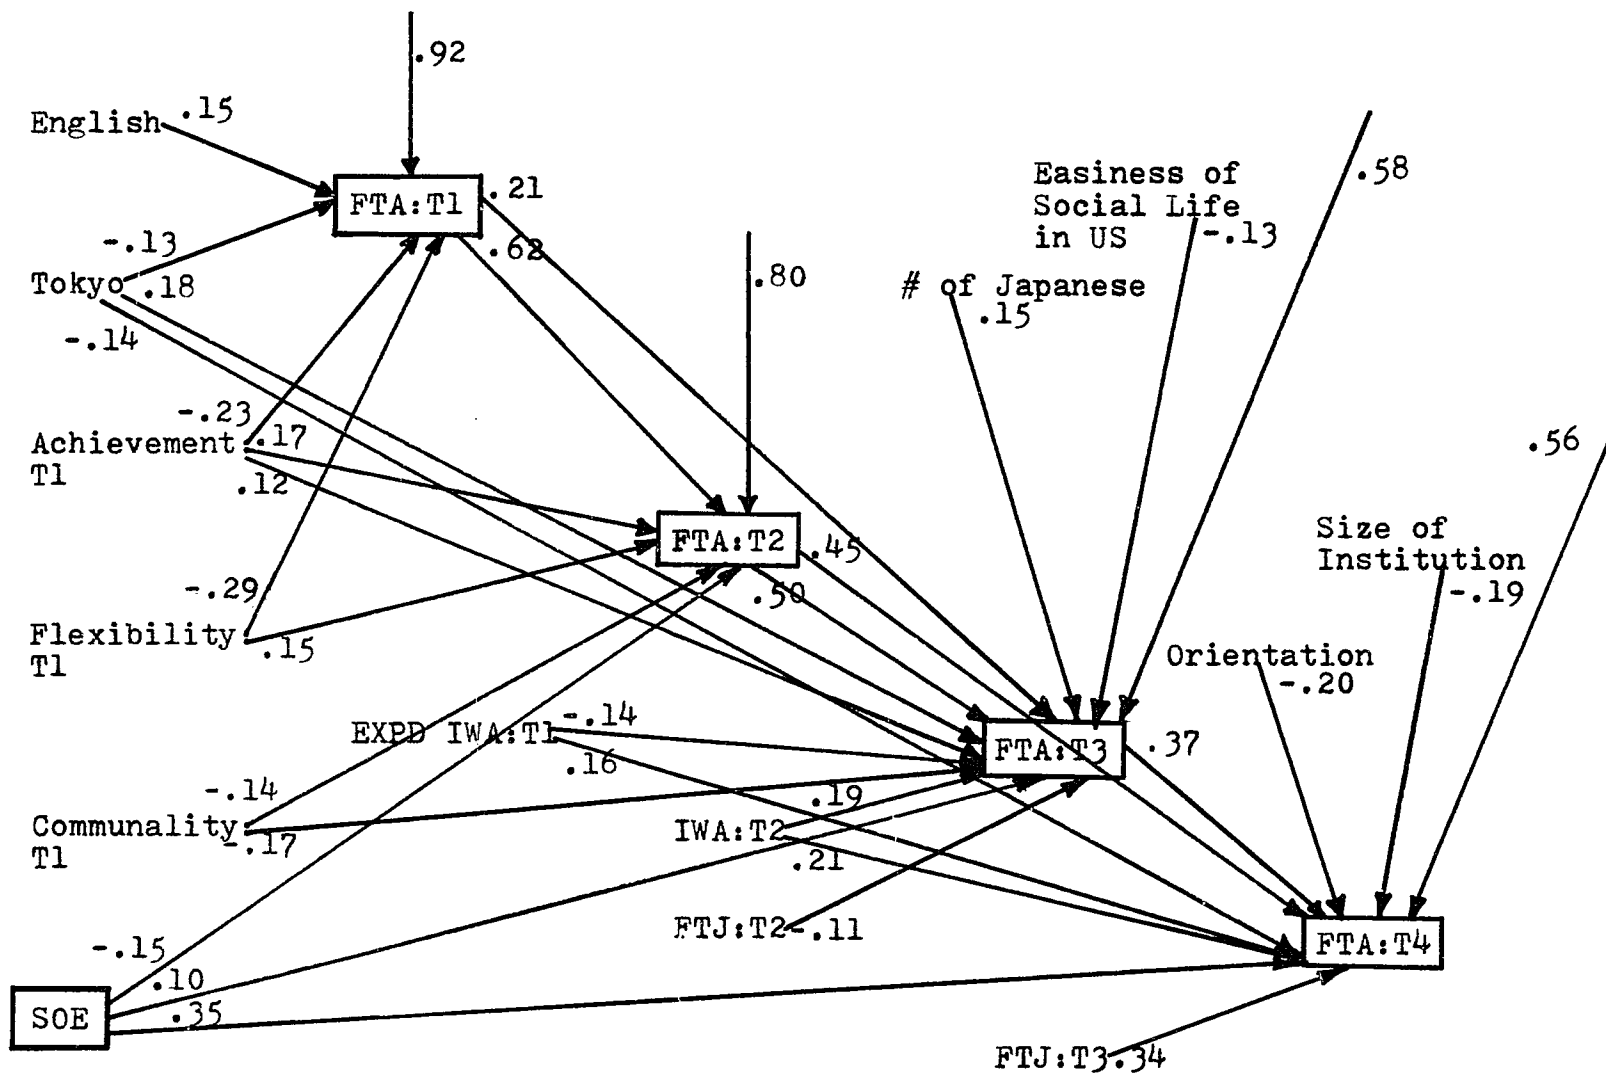 .92
English .15
FTA:T1 .21
.62
-.13
Tokyo .18
-.14
Easiness of
Social Life
in US -.13
.58
# of Japanese
.15
.80
-.23
Achievement .17
T1
.12
.56
FTA:T2 .45
.50
Size of
Institution
-.19
-.29
Flexibility
T1
.15
Orientation
-.20
EXPD IWA:T1 -.14
.16
FTA:T3 .37
-.14
Communality
T1
-.17
.19
IWA:T2
.21
FTJ:T2 -.11
FTA:T4
-.15
.10
SOE .35
FTJ:T3 .34